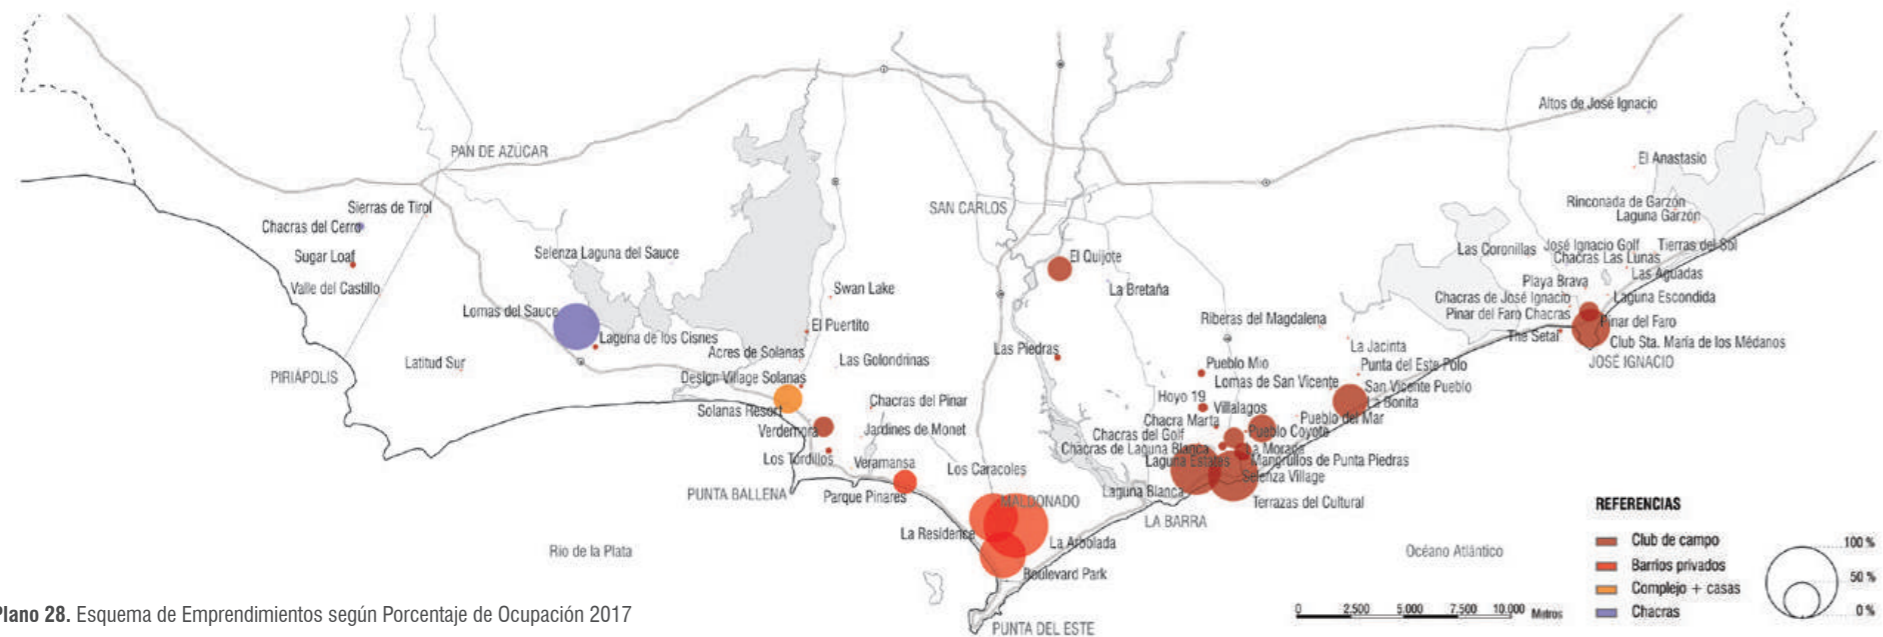 Altos de José Ignacio
PAN DE AZÚCAR
El Anastasio
Sierras de Tirol
SAN CARLOS
Rinconada de Garzón
Laguna Garzón
Chacras del Cerro
Sugar Loaf
Selenza Laguna del Sauce
El Quijote
Las Coronillas
José Ignacio Golf
Tierras del Sol
Chacras Las Lunas
Las Aguadas
Valle del Castillo
Swan Lake
La Bretaña
Playa Brava
Chacras de José Ignacio
Laguna Escondida
Lomas del Sauce
El Puertito
Riberas del Magdalena
Pinar del Faro Chacras
Pinar del Faro
Laguna de los Cisnes
The Setai
Club Sta. María de los Médanos
Acres de Solanas
Las Golondrinas
Las Piedras
La Jacinta
JOSÉ IGNACIO
Latitud Sur
Pueblo Mio
Punta del Este Polo
PIRIÁPOLIS
Design Village Solanas
Lomas de San Vicente
San Vicente Pueblo
Solanas Resort
Chacras del Pinar
Hoyo 19
Villalagos
La Bonita
Verdemora
Jardines de Monet
Chacra Marta
Pueblo del Mar
Chacras del Golf
Pueblo Coyote
Los Tordillos
Veramansa
Chacras de Laguna Blanca
La Morada
Los Caracoles
Laguna Estates
Mangrullos de Punta Piedras
Selenza Village
PUNTA BALLENA
Parque Pinares
MALDONADO
Laguna Blanca
Terrazas del Cultural
LA BARRA
La Residence
La Arbolada
Río de la Plata
Océano Atlántico
Boulevard Park
PUNTA DEL ESTE
REFERENCIAS
Club de campo
Barrios privados
Complejo + casas
Chacras
100 %
50 %
0 %
0 2.500 5.000 7.500 10.000 Metros
Plano 28. Esquema de Emprendimientos según Porcentaje de Ocupación 2017